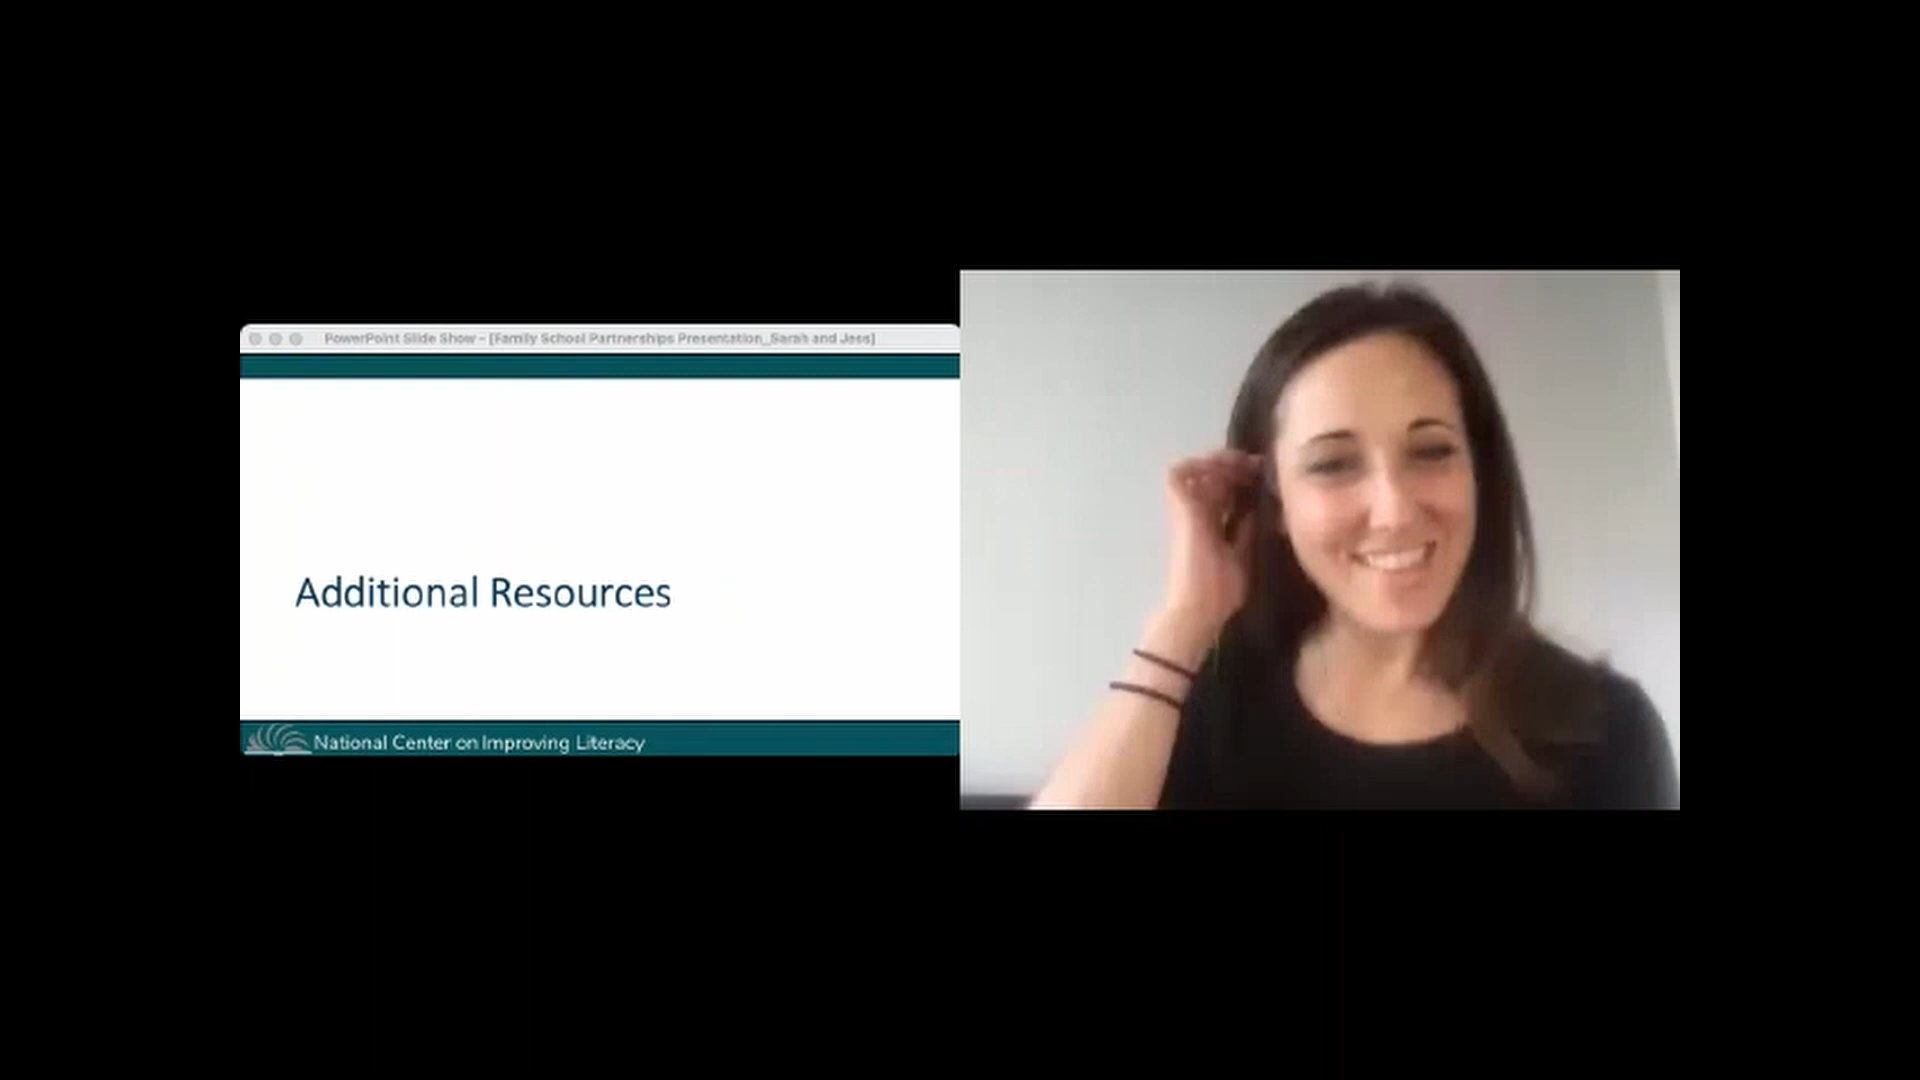 PowerPoint Slide Show - [Family School Partnerships Presentation_Sarah and Jess]
Additional Resources
National Center on Improving Literacy